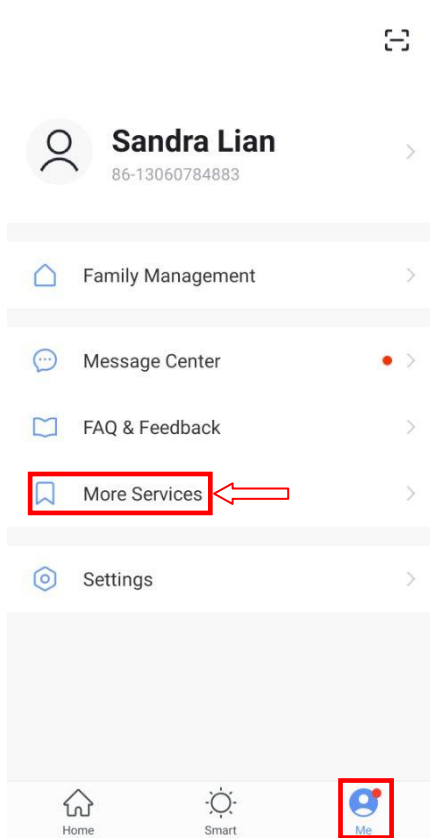 Sandra Lian
86-13060784883
Family Management
Message Center
FAQ & Feedback
More Services
Settings
Home
Smart
Me